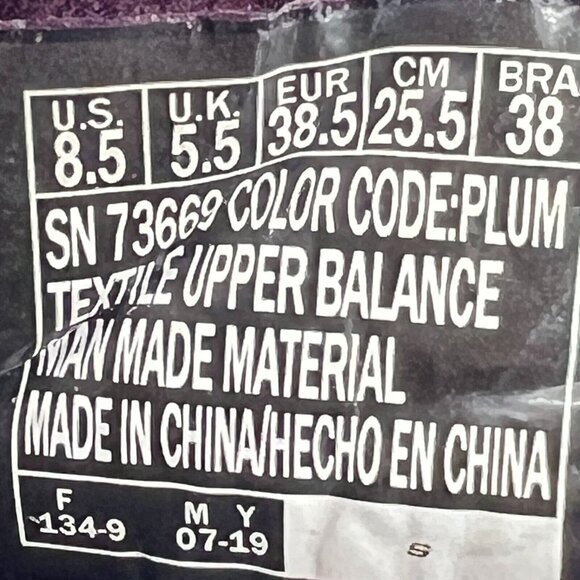 U.S. U.K. EUR CM BRA
8.5 5.5 38.5 25.5 38
SN 73669 COLOR CODE:PLUM
TEXTILE UPPER BALANCE
MAN MADE MATERIAL
MADE IN CHINA/HECHO EN CHINA
F M Y
134-9 07-19
S